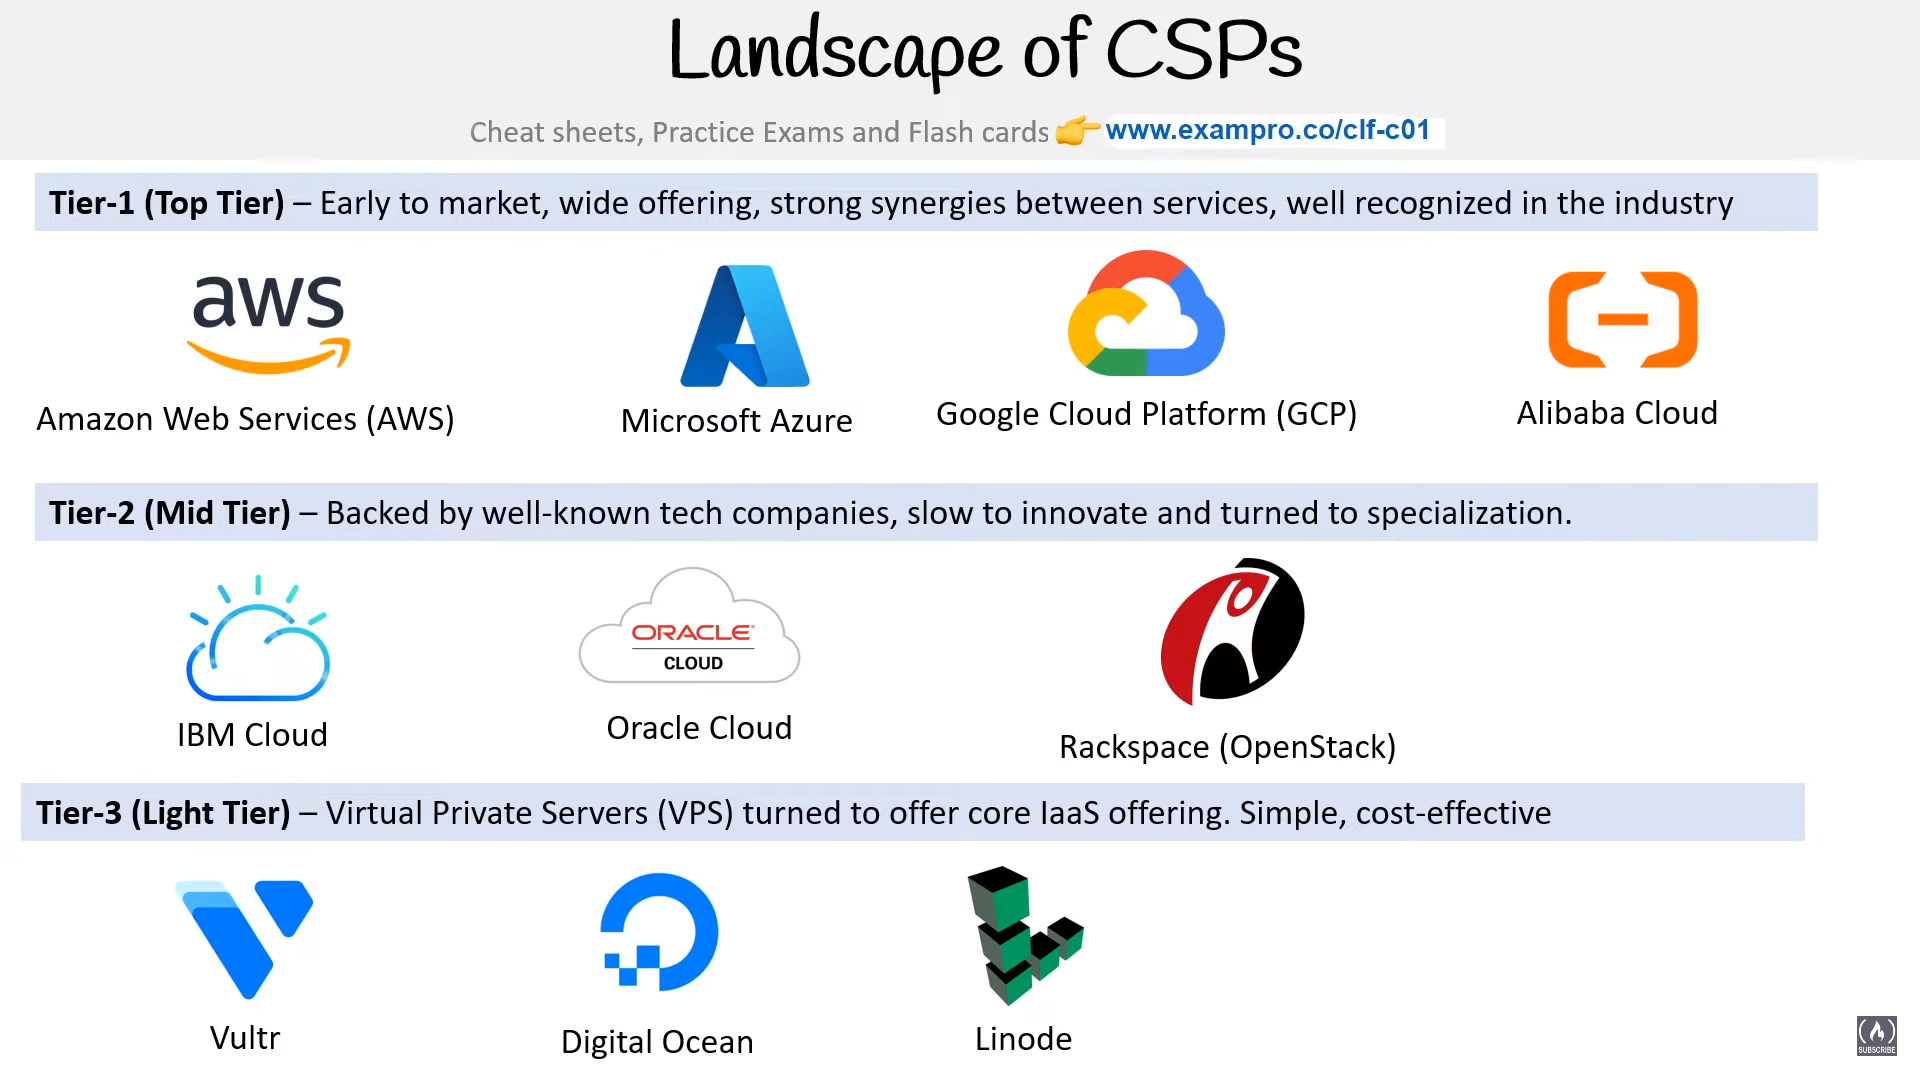 Landscape of CSPs
Cheat sheets, Practice Exams and Flash cards 👉 www.exampro.co/clf-c01
Tier-1 (Top Tier) – Early to market, wide offering, strong synergies between services, well recognized in the industry
aws
Amazon Web Services (AWS)
Microsoft Azure
Google Cloud Platform (GCP)
Alibaba Cloud
Tier-2 (Mid Tier) – Backed by well-known tech companies, slow to innovate and turned to specialization.
ORACLE®
CLOUD
IBM Cloud
Oracle Cloud
Rackspace (OpenStack)
Tier-3 (Light Tier) – Virtual Private Servers (VPS) turned to offer core IaaS offering. Simple, cost-effective
Vultr
Digital Ocean
Linode
SUBSCRIBE